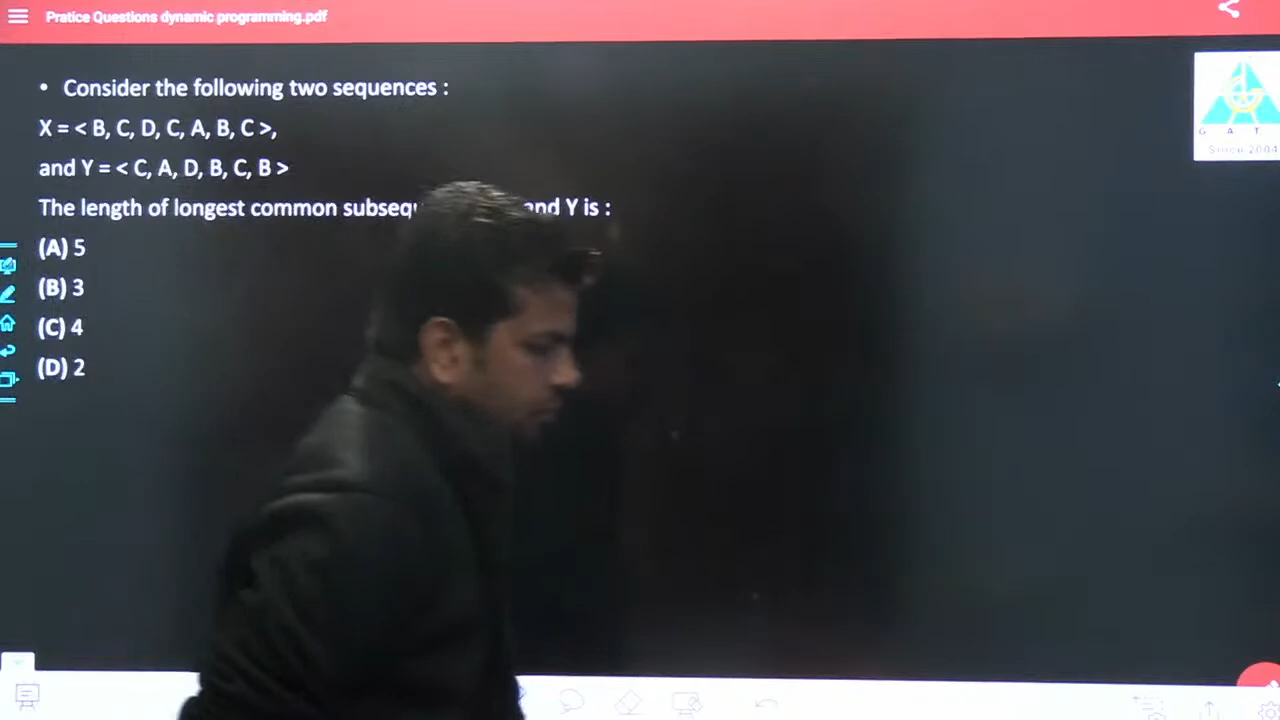 Pratice Questions dynamic programming.pdf
• Consider the following two sequences :
X = < B, C, D, C, A, B, C >,
and Y = < C, A, D, B, C, B >
The length of longest common and Y is :
(A) 5
(B) 3
(C) 4
(D) 2
G A T
Since 2004